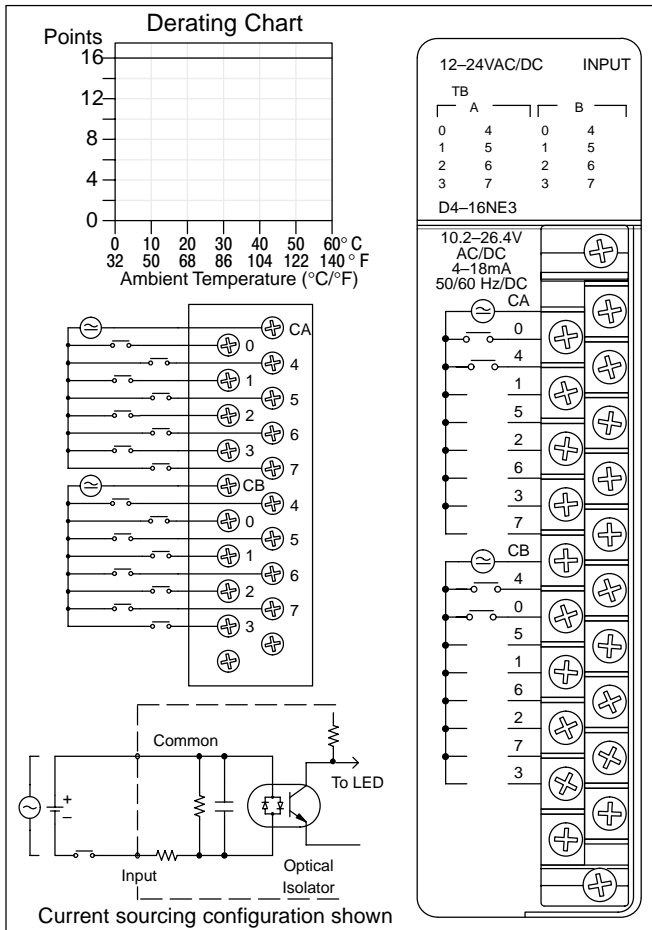 Derating Chart
Points
16
12
8
4
0
0 10 20 30 40 50 60° C
32 50 68 86 104 122 140 ° F
Ambient Temperature (°C/°F)
CA
0
4
1
5
2
6
3
7
CB
4
0
5
1
6
2
7
3
Common
+
–
To LED
Input
Optical
Isolator
Current sourcing configuration shown
12–24VAC/DC INPUT
TB
A B
0 4 0 4
1 5 1 5
2 6 2 6
3 7 3 7
D4–16NE3
10.2–26.4V
AC/DC
4–18mA
50/60 Hz/DC
CA
0
4
1
5
2
6
3
7
CB
4
0
5
1
6
2
7
3